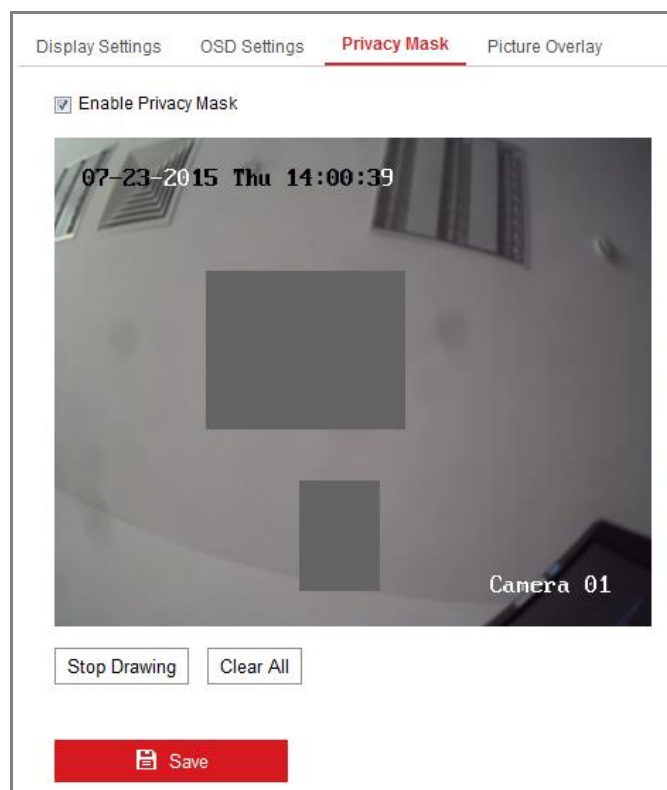 Display Settings OSD Settings Privacy Mask Picture Overlay
Enable Privacy Mask
07-23-2015 Thu 14:00:39
Camera 01
Stop Drawing Clear All
Save